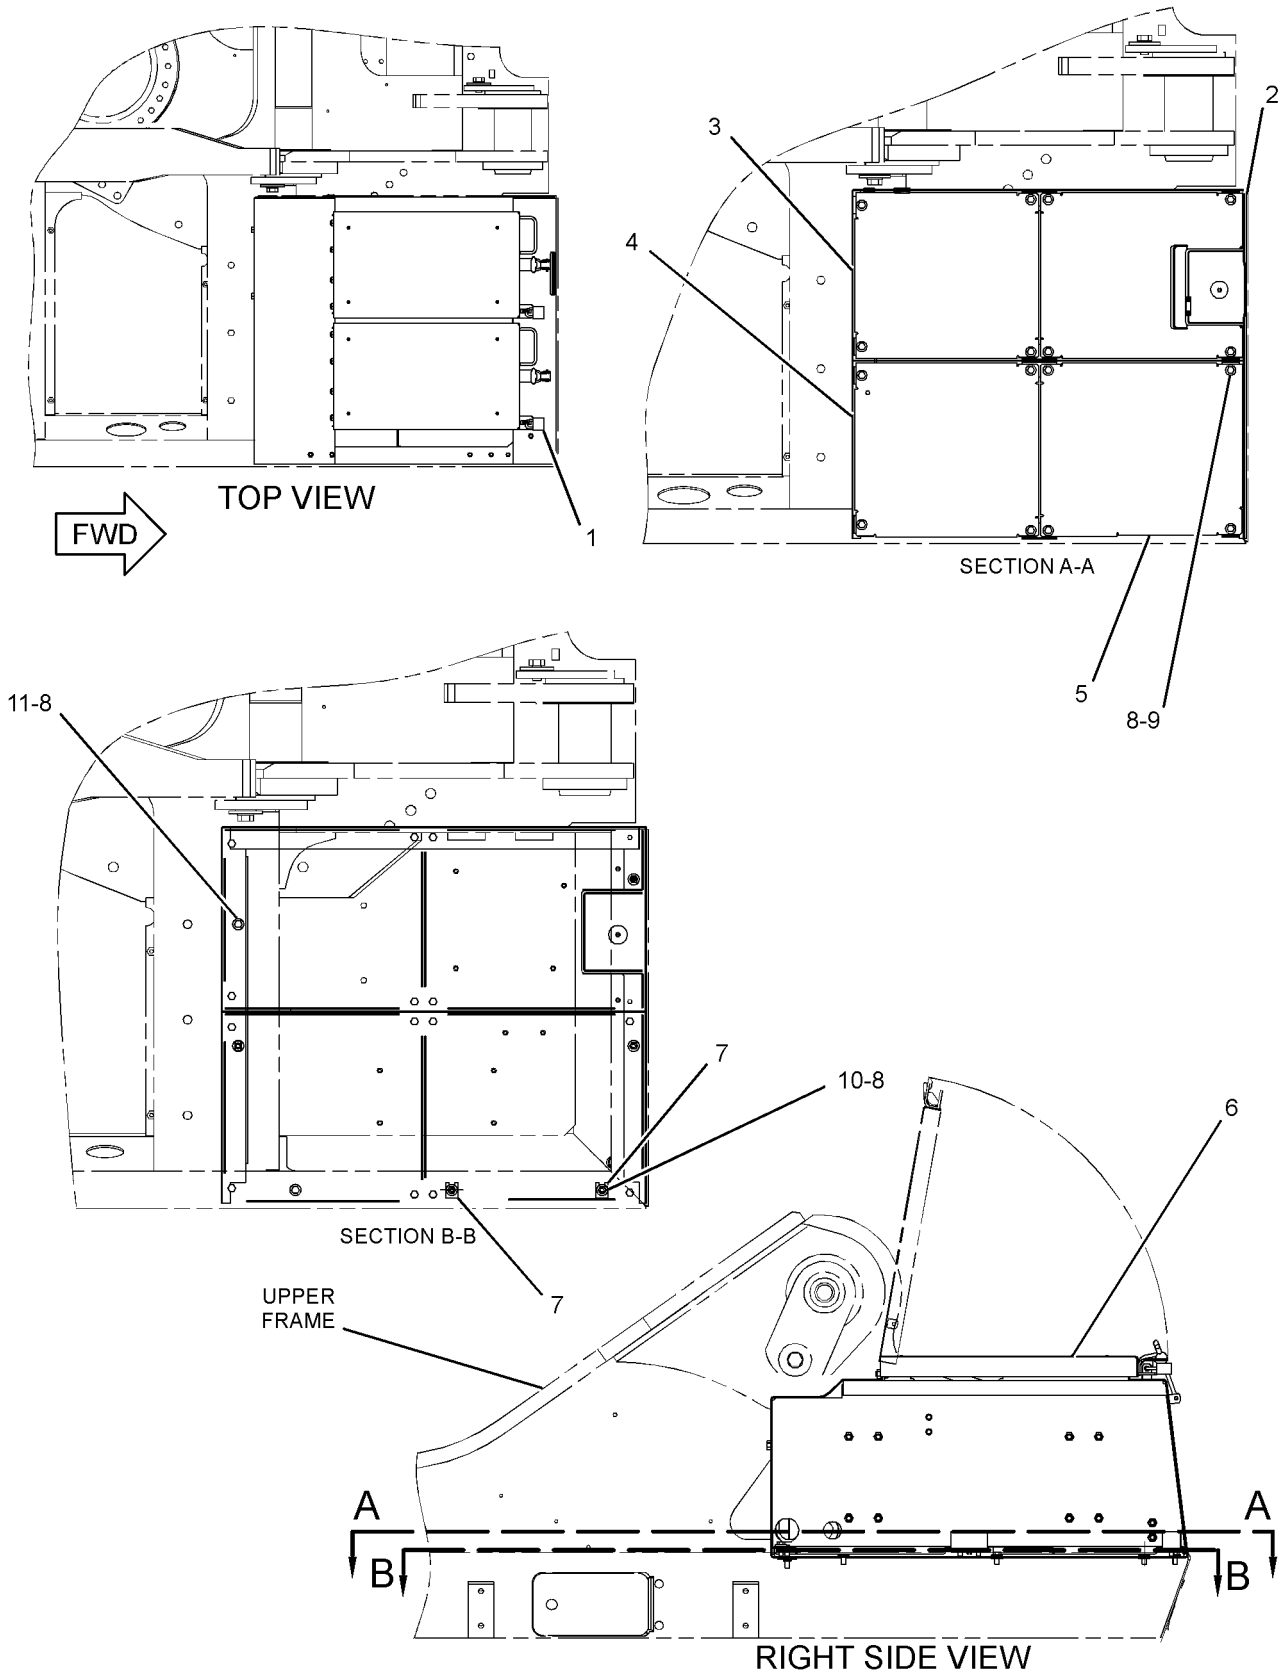 2
3
4
TOP VIEW
FWD
1
SECTION A-A
5
8-9
11-8
7
10-8
6
SECTION B-B
7
UPPER
FRAME
A
A
B
B
RIGHT SIDE VIEW